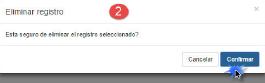 Eliminar registro
2
×
Esta seguro de eliminar el registro seleccionado?
Cancelar
Confirmar